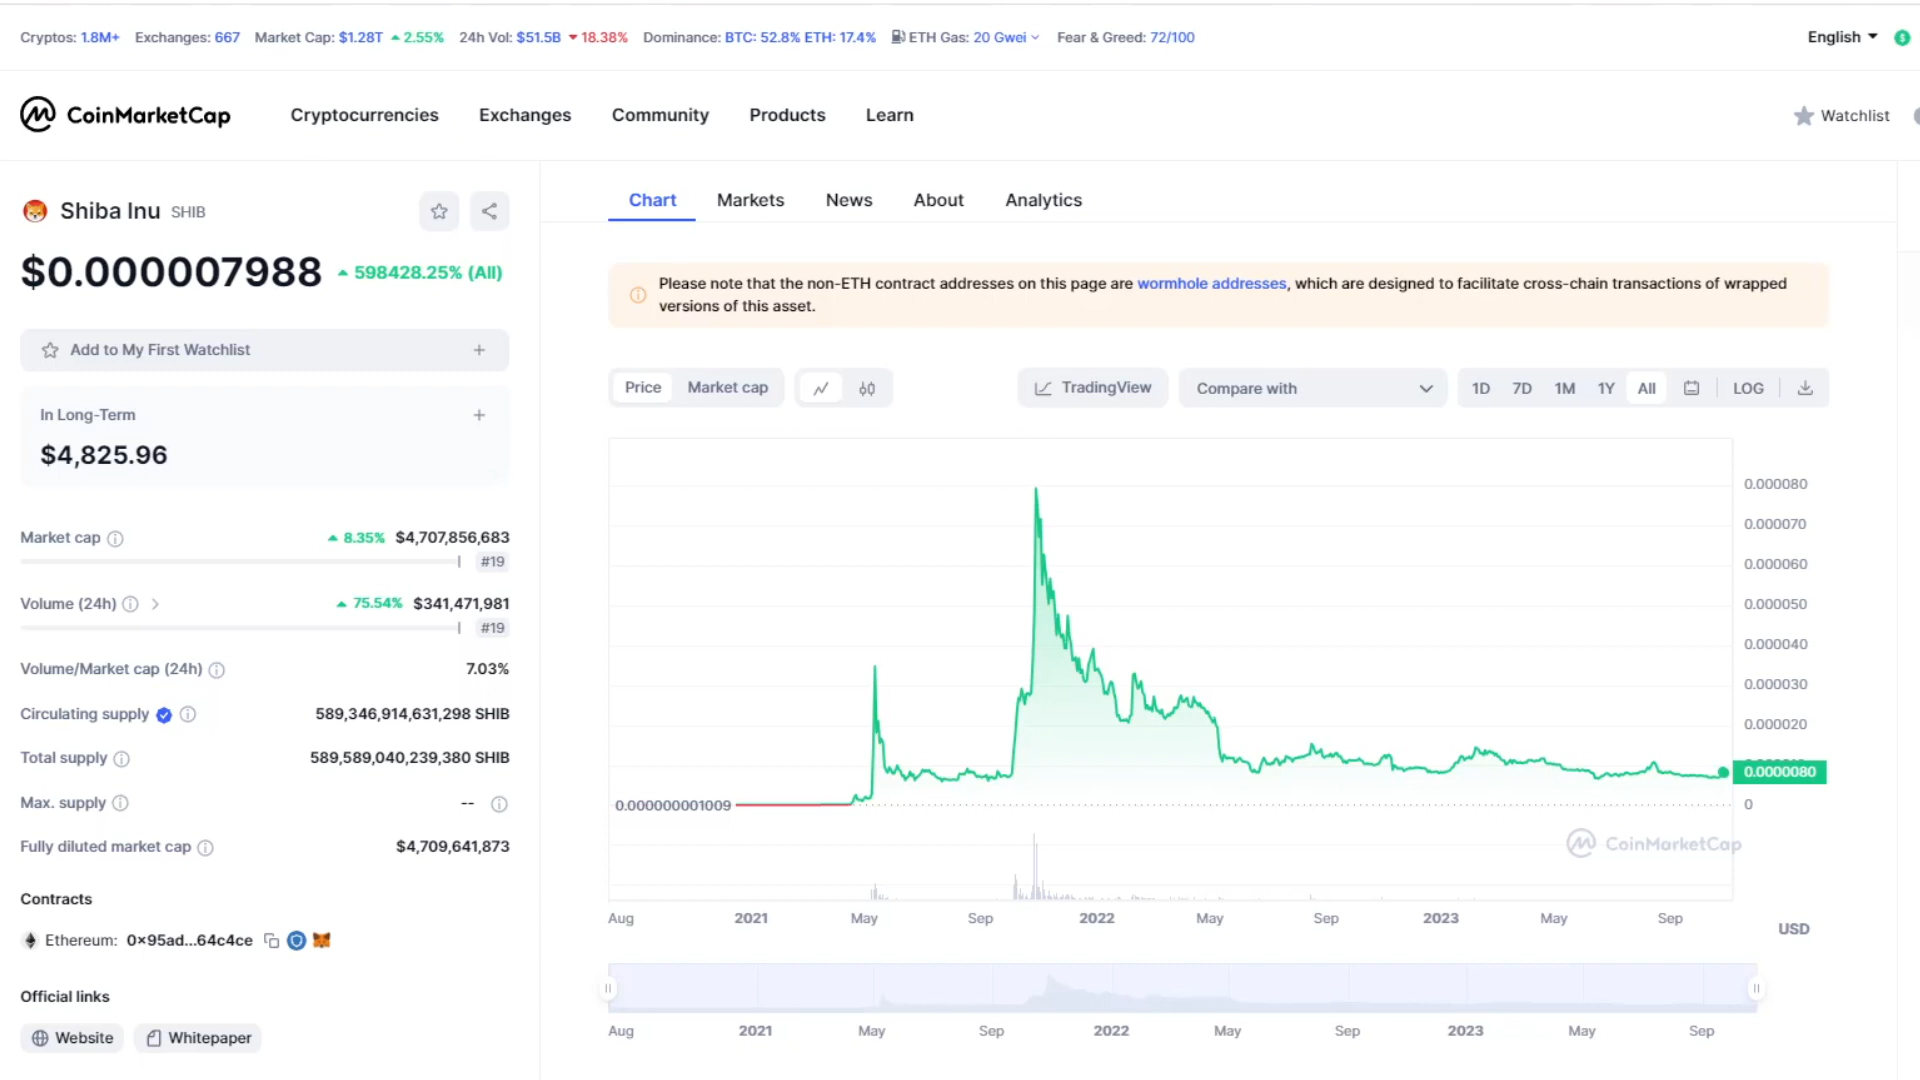 Cryptos: 1.8M+ Exchanges: 667 Market Cap: $1.28T 2.55% 24h Vol: $51.5B 18.38% Dominance: BTC: 52.8% ETH: 17.4% ETH Gas: 20 Gwei Fear & Greed: 72/100 English
CoinMarketCap Cryptocurrencies Exchanges Community Products Learn Watchlist
Shiba Inu SHIB
$0.000007988 598428.25% (All)
Add to My First Watchlist
In Long-Term
$4,825.96
Market cap 8.35% $4,707,856,683
#19
Volume (24h) 75.54% $341,471,981
#19
Volume/Market cap (24h) 7.03%
Circulating supply 589,346,914,631,298 SHIB
Total supply 589,589,040,239,380 SHIB
Max. supply --
Fully diluted market cap $4,709,641,873
Contracts
Ethereum: 0x95ad...64c4ce
Official links
Website Whitepaper
Chart Markets News About Analytics
Please note that the non-ETH contract addresses on this page are wormhole addresses, which are designed to facilitate cross-chain transactions of wrapped
versions of this asset.
Price Market cap TradingView Compare with 1D 7D 1M 1Y All LOG
0.000080
0.000070
0.000060
0.000050
0.000040
0.000030
0.000020
0.0000080
0.000000001009 0
CoinMarketCap
Aug 2021 May Sep 2022 May Sep 2023 May Sep
USD
Aug 2021 May Sep 2022 May Sep 2023 May Sep